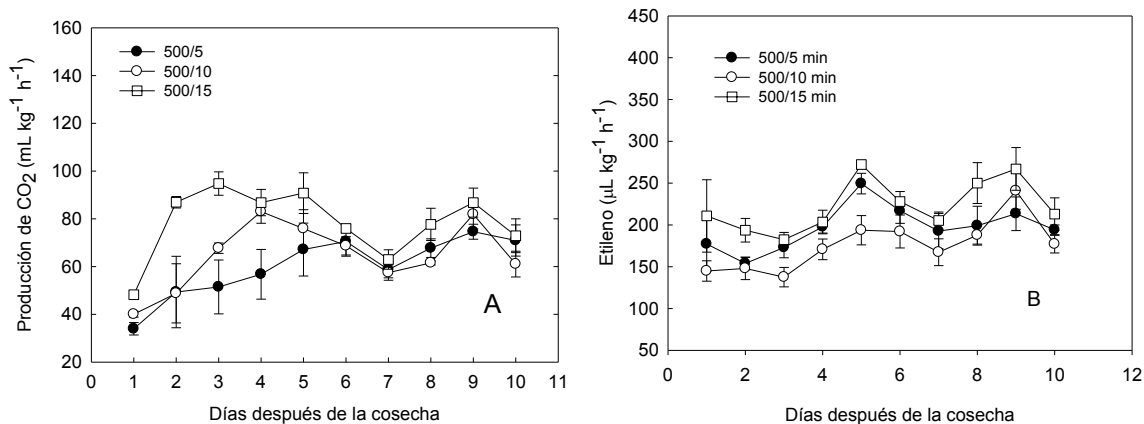 160
140
120
100
80
60
40
20
Producción de CO2 (mL kg-1 h-1)
500/5
500/10
500/15
A
0 1 2 3 4 5 6 7 8 9 10 11
Días después de la cosecha
450
400
350
300
250
200
150
100
50
Etileno (µL kg-1 h-1)
500/5 min
500/10 min
500/15 min
B
0 2 4 6 8 10 12
Días después de la cosecha